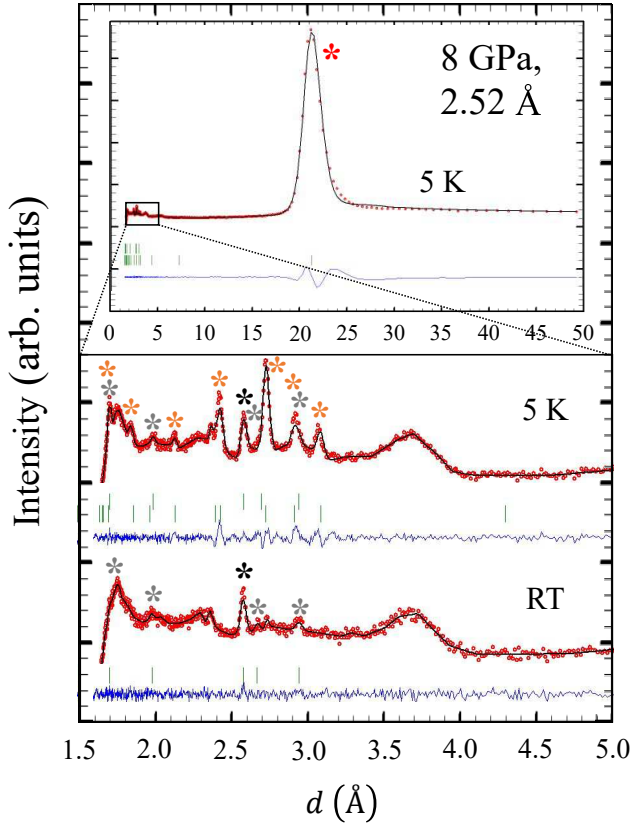 8 GPa,
2.52 Å
*
5 K
0 5 10 15 20 25 30 35 40 45 50
Intensity (arb. units)
* * * * * * * * * * * *
5 K
* * * * *
RT
1.5 2.0 2.5 3.0 3.5 4.0 4.5 5.0
d (Å)